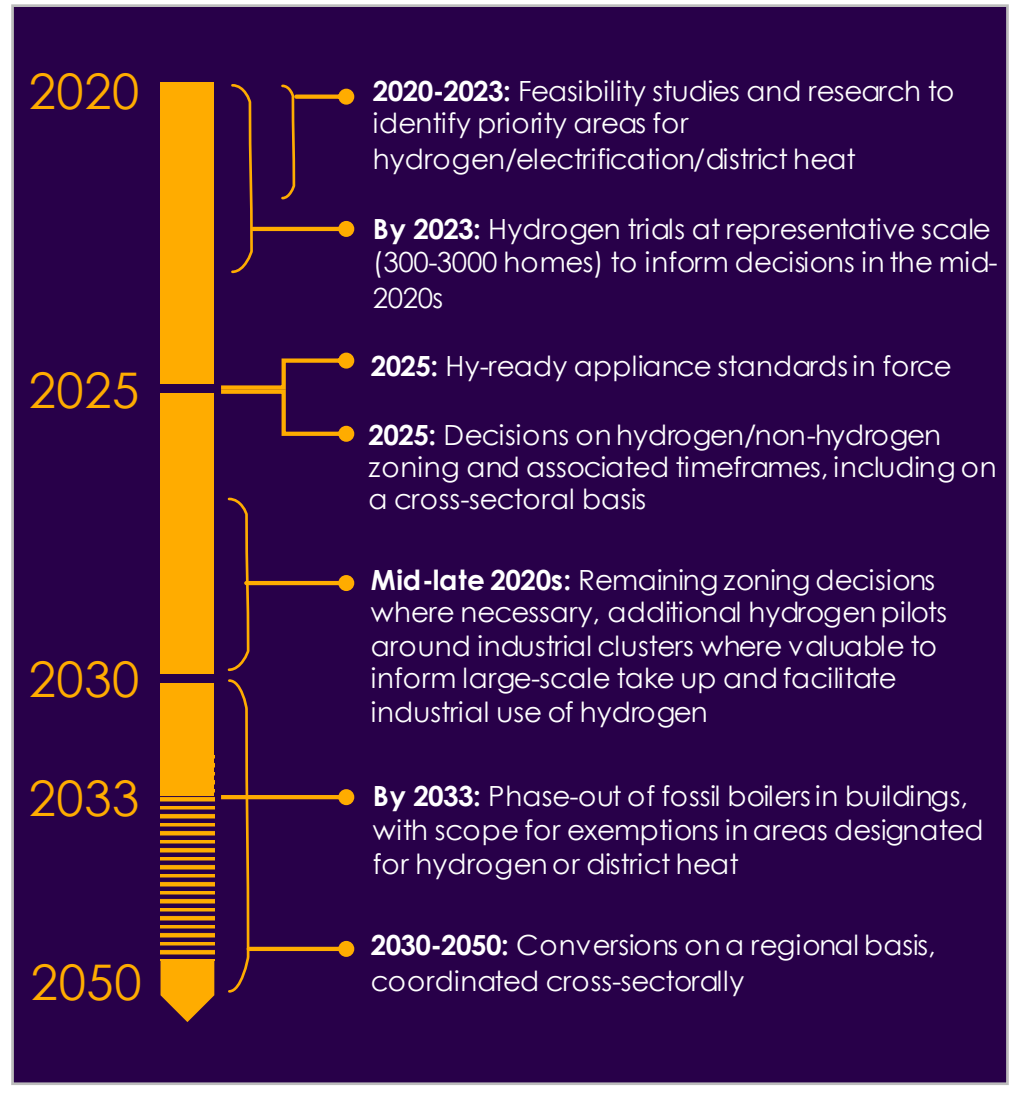 2020
2020-2023: Feasibility studies and research to
identify priority areas for
hydrogen/electrification/district heat
By 2023: Hydrogen trials at representative scale
(300-3000 homes) to inform decisions in the mid-
2020s
2025
2025: Hy-ready appliance standards in force
2025: Decisions on hydrogen/non-hydrogen
zoning and associated timeframes, including on
a cross-sectoral basis
Mid-late 2020s: Remaining zoning decisions
where necessary, additional hydrogen pilots
around industrial clusters where valuable to
inform large-scale take up and facilitate
industrial use of hydrogen
2030
2033
By 2033: Phase-out of fossil boilers in buildings,
with scope for exemptions in areas designated
for hydrogen or district heat
2030-2050: Conversions on a regional basis,
coordinated cross-sectorally
2050